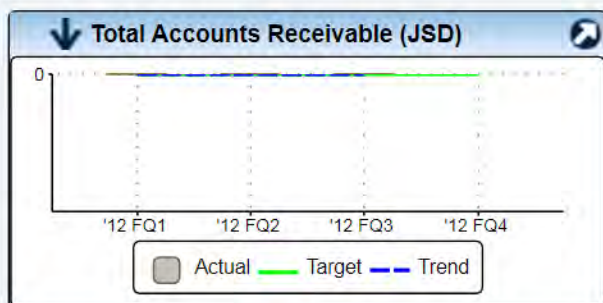 Total Accounts Receivable (JSD)
0
'12 FQ1 '12 FQ2 '12 FQ3 '12 FQ4
Actual Target Trend